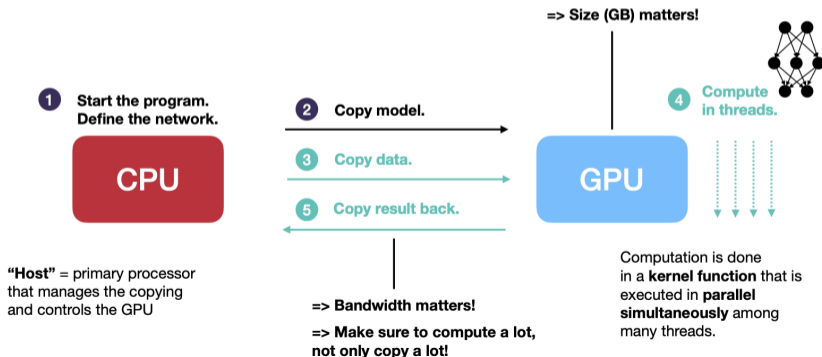 => Size (GB) matters!
1 Start the program.
Define the network.
2 Copy model.
4 Compute
in threads.
3 Copy data.
CPU
GPU
5 Copy result back.
“Host” = primary processor
that manages the copying
and controls the GPU
=> Bandwidth matters!
=> Make sure to compute a lot,
not only copy a lot!
Computation is done
in a kernel function that is
executed in parallel
simultaneously among
many threads.